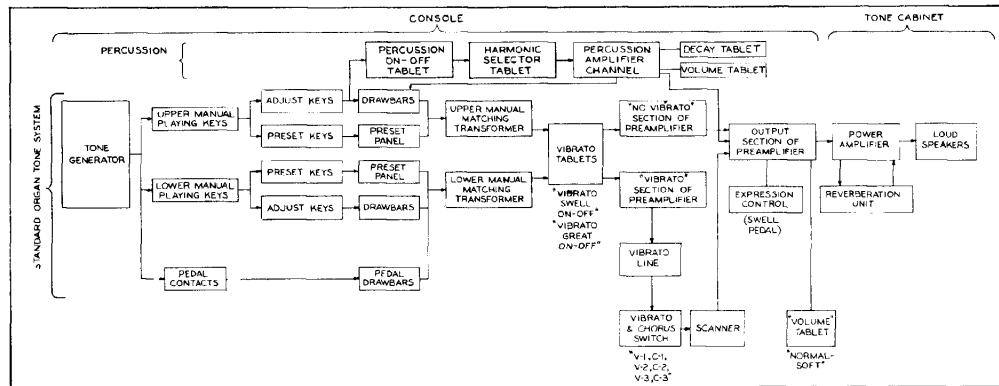 CONSOLE
TONE CABINET
PERCUSSION
PERCUSSION
ON-OFF
TABLET
HARMONIC
SELECTOR
TABLET
PERCUSSION
AMPLIFIER
CHANNEL
DECAY TABLET
VOLUME TABLET
STANDARD ORGAN TONE SYSTEM
TONE
GENERATOR
UPPER MANUAL
PLAYING KEYS
ADJUST KEYS
DRAWBARS
PRESET KEYS
PRESET
PANEL
UPPER MANUAL
MATCHING
TRANSFORMER
"NO VIBRATO"
SECTION OF
PREAMPLIFIER
VIBRATO
TABLETS
OUTPUT
SECTION OF
PREAMPLIFIER
POWER
AMPLIFIER
LOUD
SPEAKERS
LOWER MANUAL
PLAYING KEYS
PRESET KEYS
PRESET
PANEL
ADJUST KEYS
DRAWBARS
LOWER MANUAL
MATCHING
TRANSFORMER
"VIBRATO
SWELL
ON-OFF"
"VIBRATO
GREAT
ON-OFF"
"VIBRATO"
SECTION OF
PREAMPLIFIER
EXPRESSION
CONTROL
(SWELL
PEDAL)
REVERBERATION
UNIT
VIBRATO
LINE
PEDAL
CONTACTS
PEDAL
DRAWBARS
VIBRATO
& CHORUS
SWITCH
SCANNER
"V-1, C-1,
V-2, C-2,
V-3, C-3"
"VOLUME"
TABLET
"NORMAL-
SOFT"